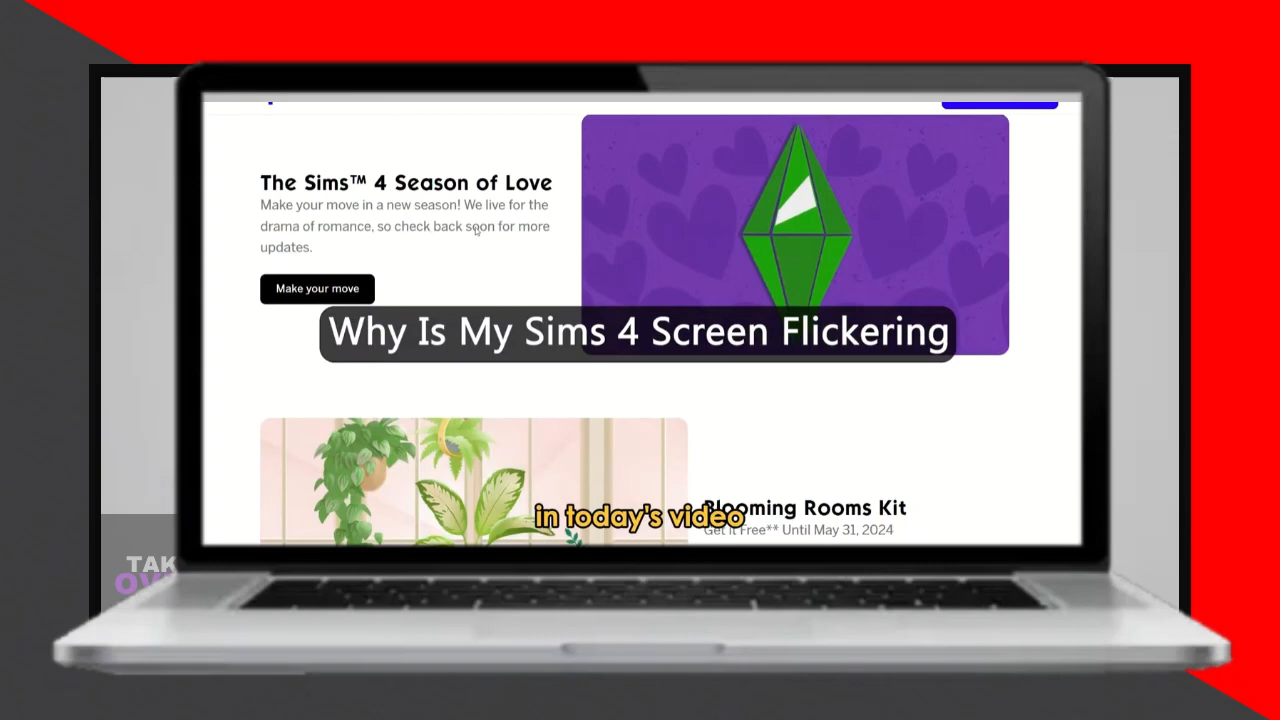 The Sims™ 4 Season of Love
Make your move in a new season! We live for the
drama of romance, so check back soon for more
updates.
Make your move
Why Is My Sims 4 Screen Flickering
in today's video
Blooming Rooms Kit
Get it Free** Until May 31, 2024
TAK
OV